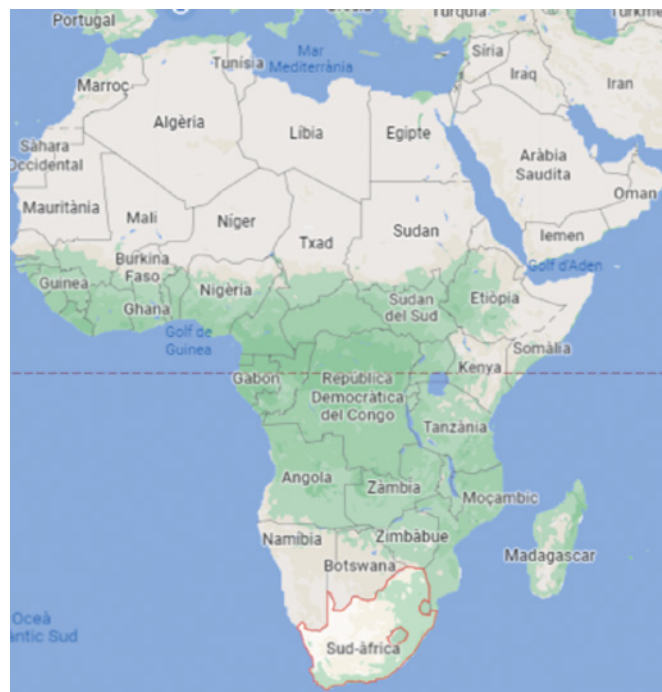 Portugal
Turquia
Tunísia
Mar
Mediterrània
Síria
Iraq
Iran
Marroc
Algèria
Líbia
Egipte
Sàhara
Occidental
Aràbia
Saudita
Oman
Mauritània
Mali
Níger
Txad
Sudan
Iemen
Golf d'Aden
Burkina
Faso
Guinea
Nigèria
Ghana
Sudan
del Sud
Etiòpia
Golf de
Guinea
Somàlia
Kenya
Gabon
República
Democràtica
del Congo
Tanzània
Angola
Zàmbia
Moçambic
Namíbia
Zimbàbue
Botswana
Madagascar
Oceà
ntic Sud
Sud-àfrica